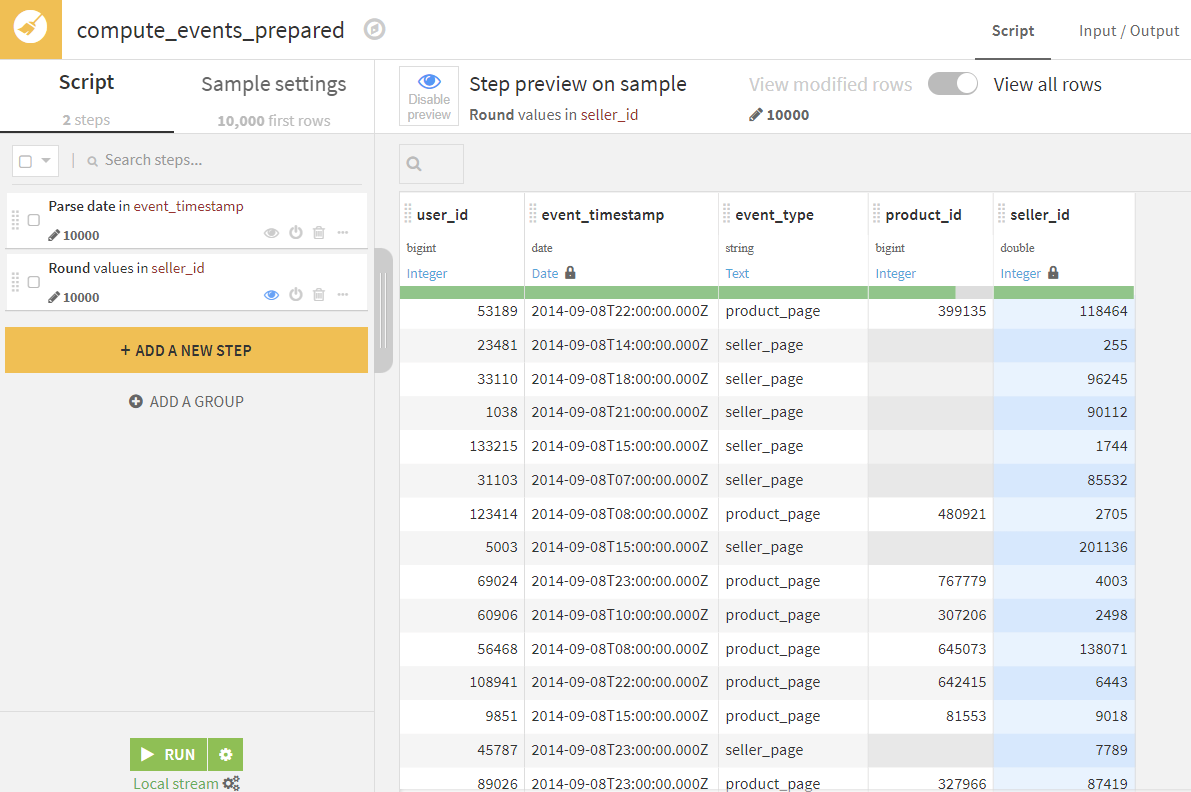 compute_events_prepared
Script
Input / Output
Script
Sample settings
2 steps
10,000 first rows
Disable
preview
Step preview on sample
Round values in seller_id
View modified rows
View all rows
10000
Search steps...
Parse date in event_timestamp
10000
Round values in seller_id
10000
+ ADD A NEW STEP
ADD A GROUP
RUN
Local stream
user_id event_timestamp event_type product_id seller_id
bigint date string bigint double
Integer Date Text Integer Integer
53189 2014-09-08T22:00:00.000Z product_page 399135 118464
23481 2014-09-08T14:00:00.000Z seller_page 255
33110 2014-09-08T18:00:00.000Z seller_page 96245
1038 2014-09-08T21:00:00.000Z seller_page 90112
133215 2014-09-08T15:00:00.000Z seller_page 1744
31103 2014-09-08T07:00:00.000Z seller_page 85532
123414 2014-09-08T08:00:00.000Z product_page 480921 2705
5003 2014-09-08T15:00:00.000Z seller_page 201136
69024 2014-09-08T23:00:00.000Z product_page 767779 4003
60906 2014-09-08T10:00:00.000Z product_page 307206 2498
56468 2014-09-08T08:00:00.000Z product_page 645073 138071
108941 2014-09-08T22:00:00.000Z product_page 642415 6443
9851 2014-09-08T15:00:00.000Z product_page 81553 9018
45787 2014-09-08T23:00:00.000Z seller_page 7789
89026 2014-09-08T23:00:00.000Z product_page 327966 87419